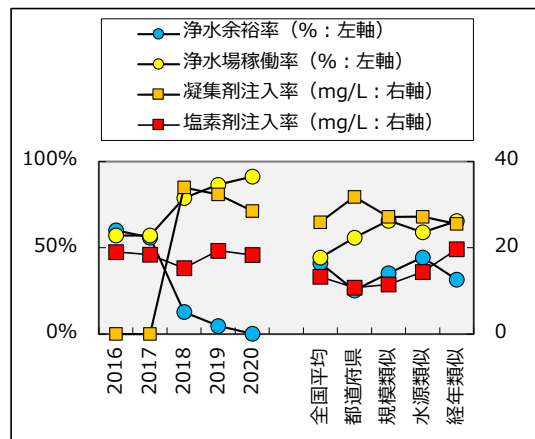 浄水余裕率（%：左軸）
浄水場稼働率（%：左軸）
凝集剤注入率（mg/L：右軸）
塩素剤注入率（mg/L：右軸）
100%
50%
0%
40
20
0
2016
2017
2018
2019
2020
全国平均
都道府県
規模類似
水源類似
経年類似